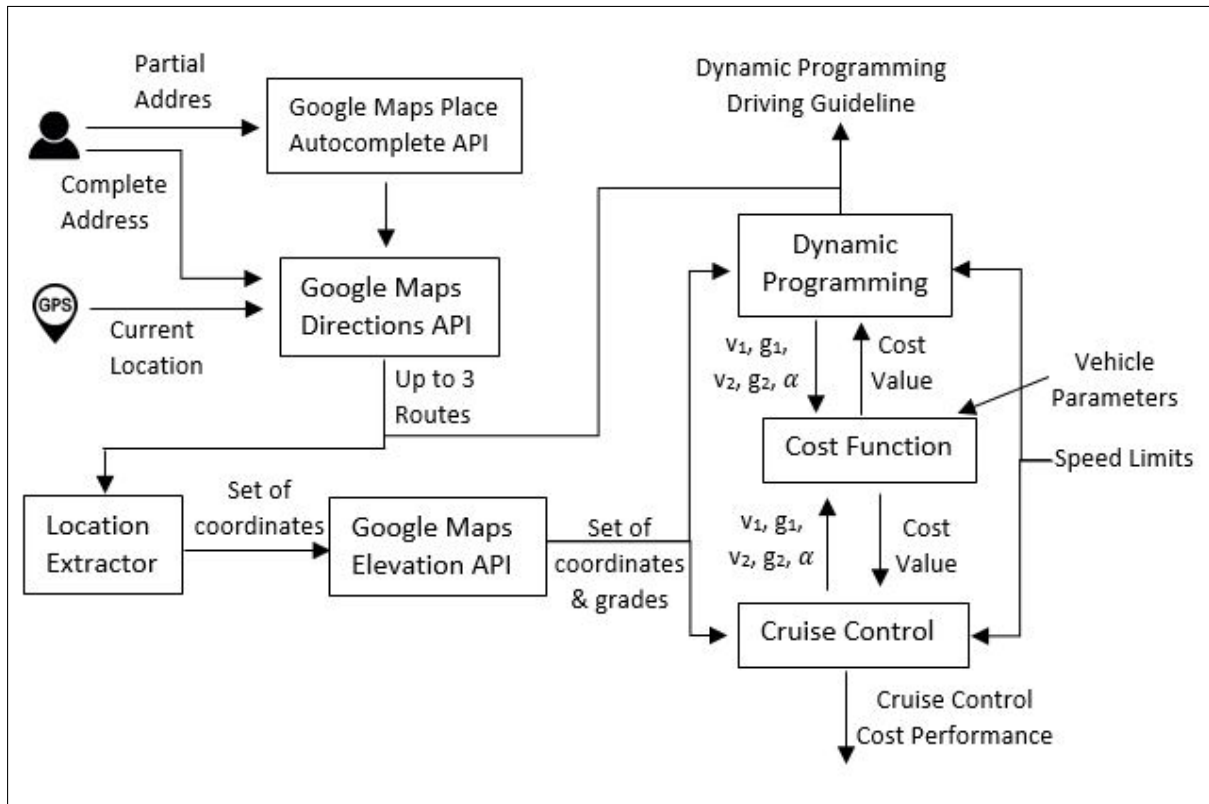 Partial
Addres
Google Maps Place
Autocomplete API
Complete
Address
GPS
Current
Location
Google Maps
Directions API
Up to 3
Routes
Location
Extractor
Set of
coordinates
Google Maps
Elevation API
Set of
coordinates
& grades
Dynamic Programming
Driving Guideline
Dynamic
Programming
v₁, g₁,
v₂, g₂, α
Cost
Value
Vehicle
Parameters
Cost Function
Speed Limits
v₁, g₁,
v₂, g₂, α
Cost
Value
Cruise Control
Cruise Control
Cost Performance